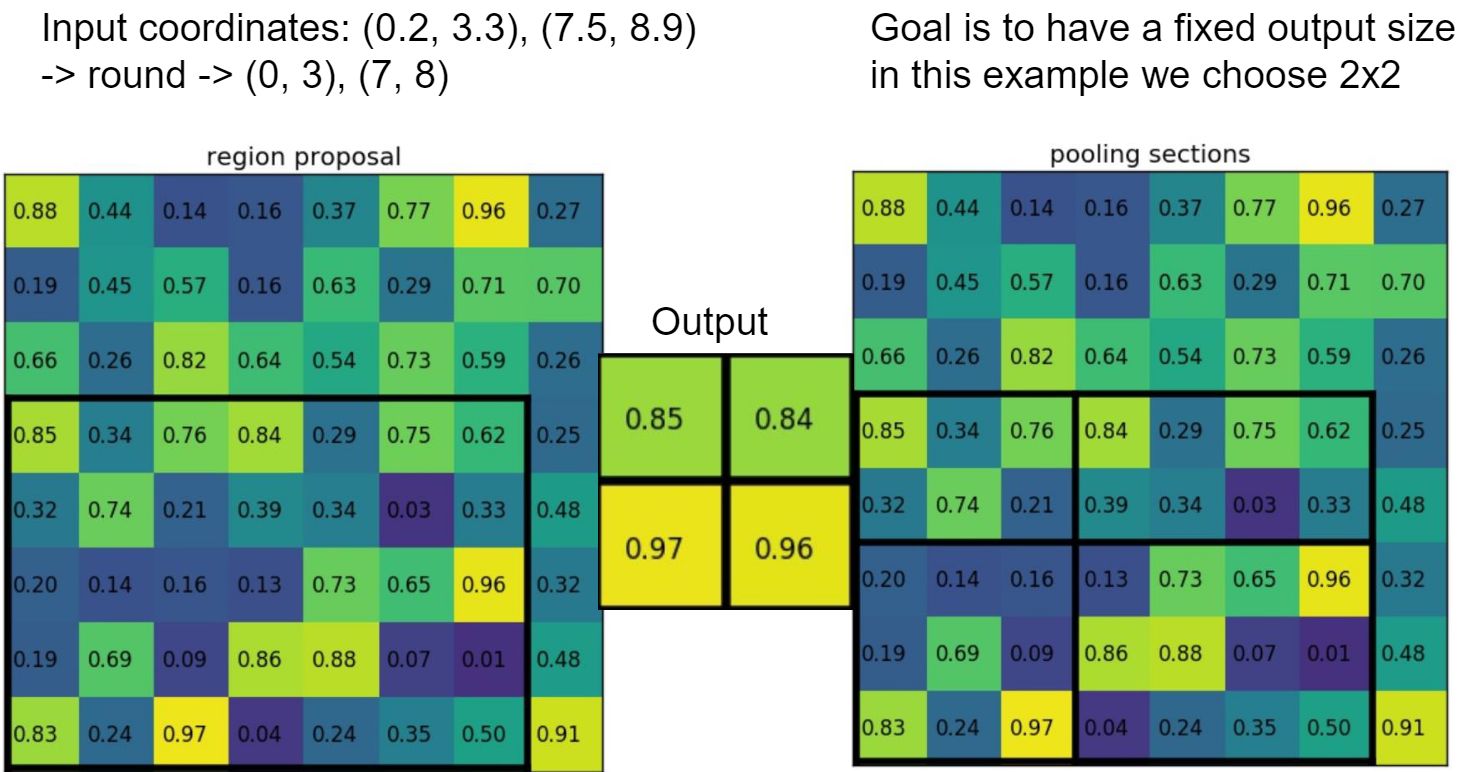 Input coordinates: (0.2, 3.3), (7.5, 8.9)
-> round -> (0, 3), (7, 8)
Goal is to have a fixed output size
in this example we choose 2x2
region proposal
0.88 0.44 0.14 0.16 0.37 0.77 0.96 0.27
0.19 0.45 0.57 0.16 0.63 0.29 0.71 0.70
0.66 0.26 0.82 0.64 0.54 0.73 0.59 0.26
0.85 0.34 0.76 0.84 0.29 0.75 0.62 0.25
0.32 0.74 0.21 0.39 0.34 0.03 0.33 0.48
0.20 0.14 0.16 0.13 0.73 0.65 0.96 0.32
0.19 0.69 0.09 0.86 0.88 0.07 0.01 0.48
0.83 0.24 0.97 0.04 0.24 0.35 0.50 0.91
Output
0.85 0.84
0.97 0.96
pooling sections
0.88 0.44 0.14 0.16 0.37 0.77 0.96 0.27
0.19 0.45 0.57 0.16 0.63 0.29 0.71 0.70
0.66 0.26 0.82 0.64 0.54 0.73 0.59 0.26
0.85 0.34 0.76 0.84 0.29 0.75 0.62 0.25
0.32 0.74 0.21 0.39 0.34 0.03 0.33 0.48
0.20 0.14 0.16 0.13 0.73 0.65 0.96 0.32
0.19 0.69 0.09 0.86 0.88 0.07 0.01 0.48
0.83 0.24 0.97 0.04 0.24 0.35 0.50 0.91